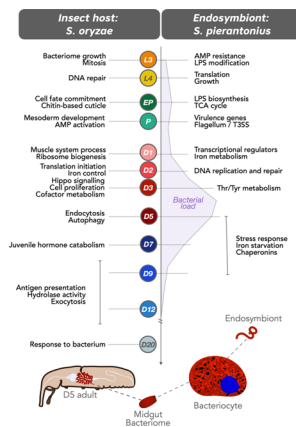 Insect host:
S. oryzae
Endosymbiont:
S. pierantonius
Bacteriome growth
Mitosis
L3
AMP resistance
LPS modification
DNA repair
L4
Translation
Growth
Cell fate commitment
Chitin-based cuticle
EP
LPS biosynthesis
TCA cycle
Mesoderm development
AMP activation
P
Virulence genes
Flagellum / T3SS
Muscle system process
Ribosome biogenesis
D1
Transcriptional regulators
Iron metabolism
Translation initiation
Iron control
D2
DNA replication and repair
Hippo signalling
Cell proliferation
Cofactor metabolism
D3
Thr/Tyr metabolism
Bacterial
load
Endocytosis
Autophagy
D5
Juvenile hormone catabolism
D7
Stress response
Iron starvation
Chaperonins
D9
Antigen presentation
Hydrolase activity
Exocytosis
D12
Response to bacterium
D20
Endosymbiont
D5 adult
Midgut
Bacteriome
Bacteriocyte